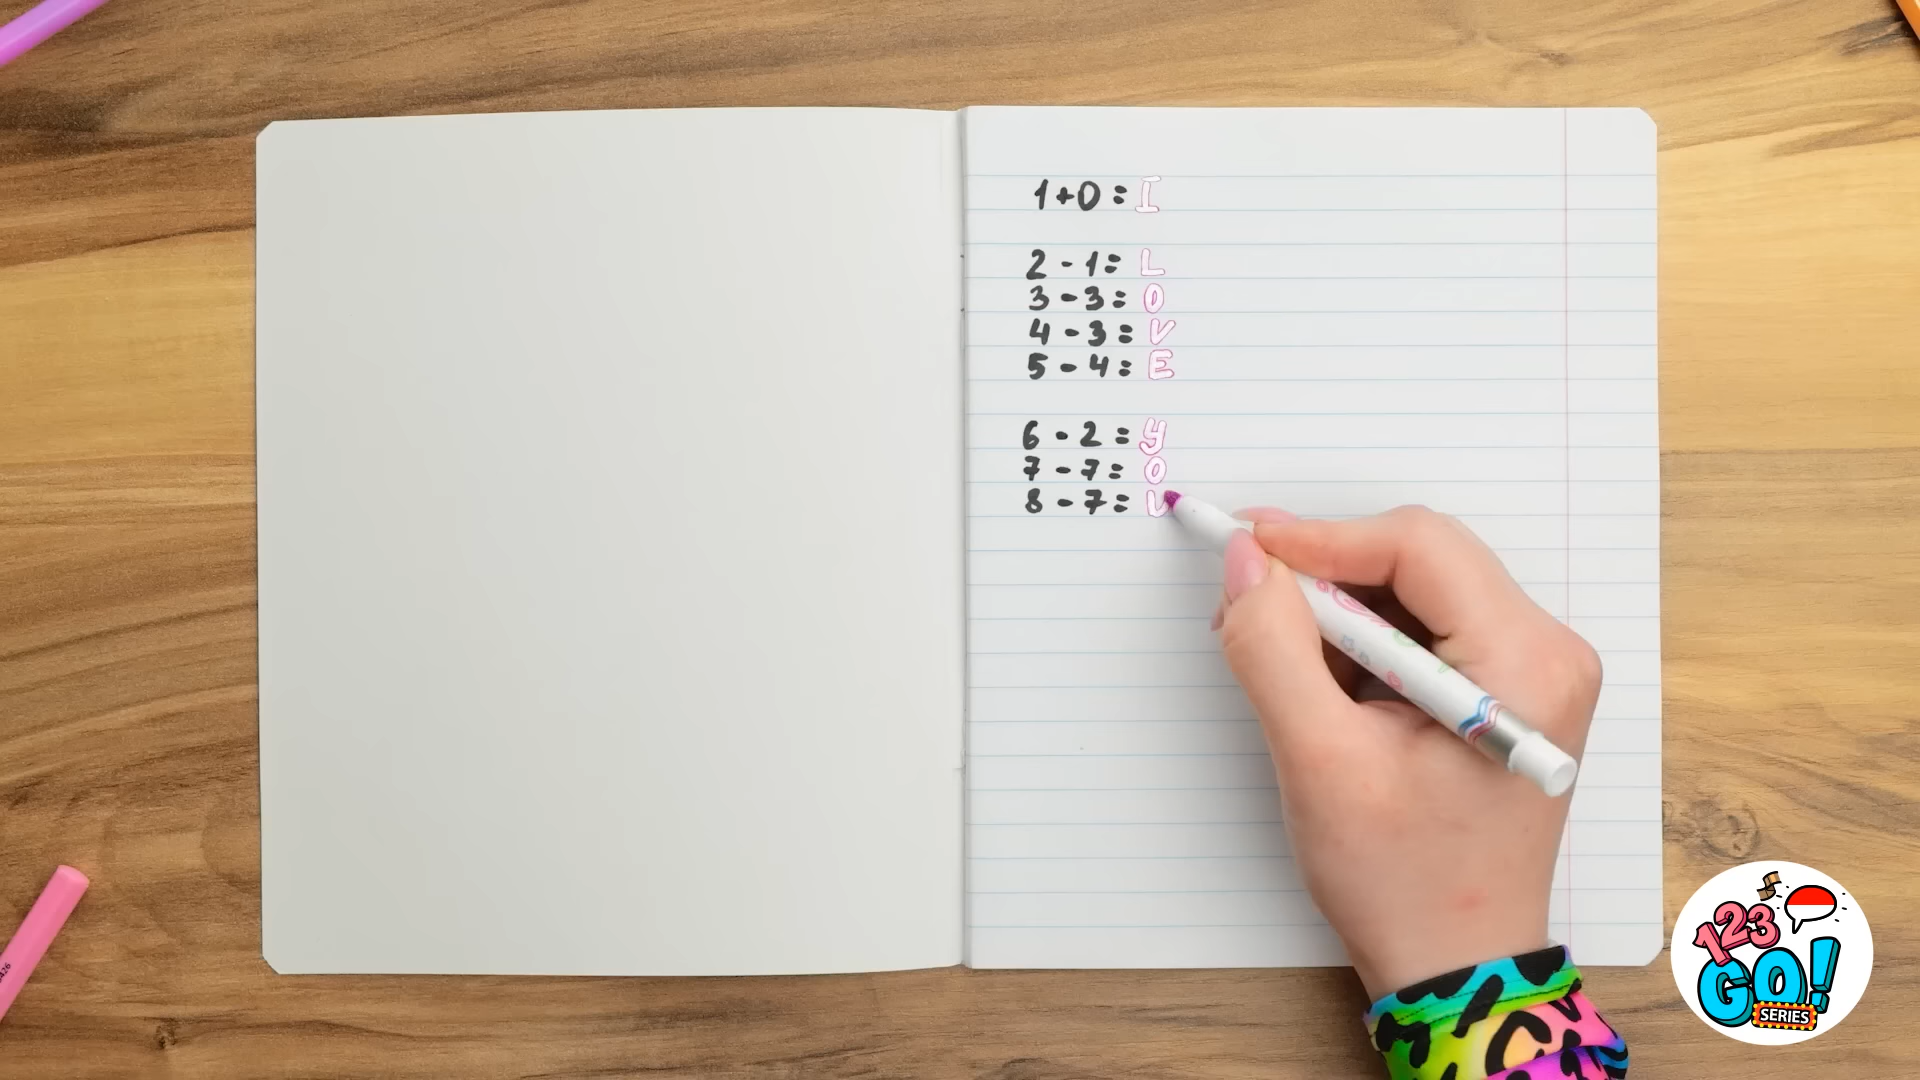 1+0=I
2-1=L
3-3=O
4-3=V
5-4=E
6-2=Y
7-7=O
8-7=U
123
GO!
SERIES